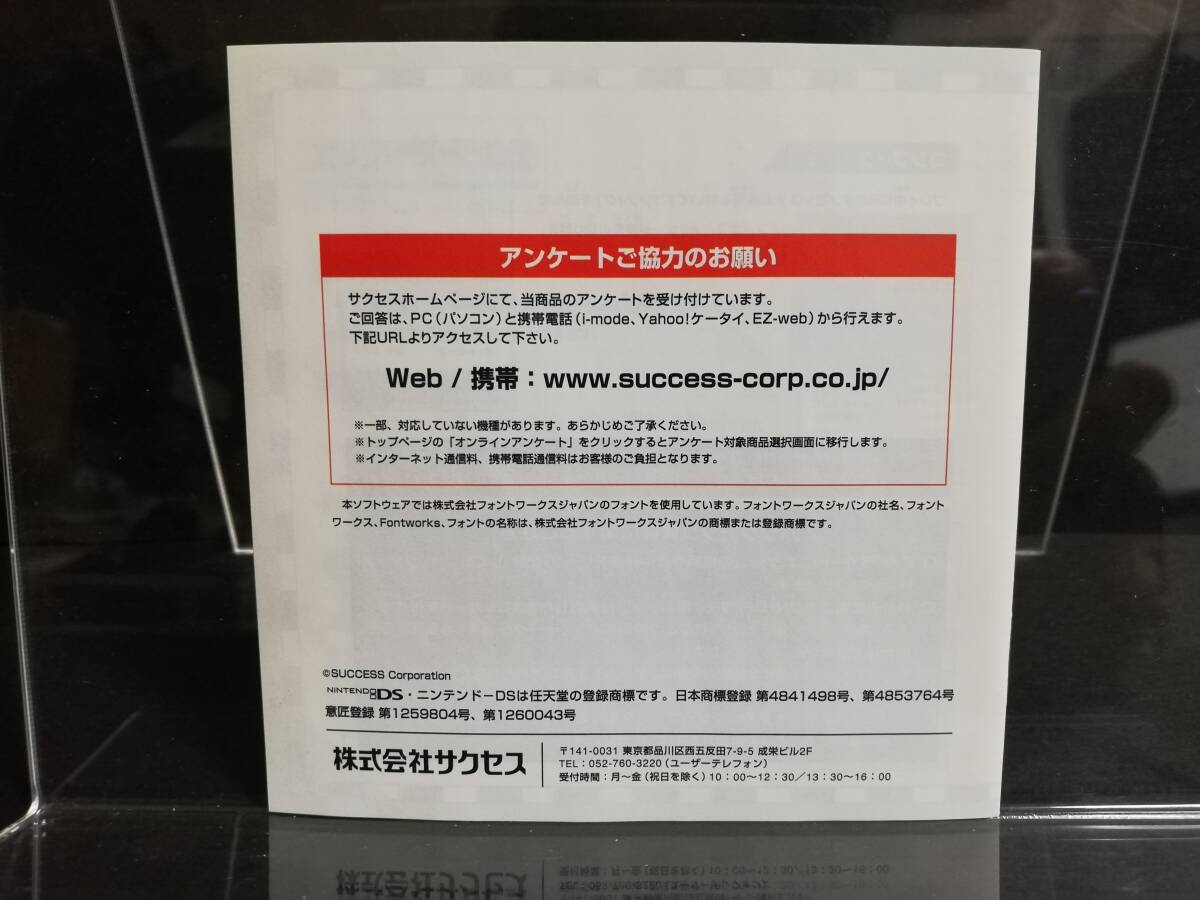 アンケートご協力のお願い
サクセスホームページにて、当商品のアンケートを受け付けています。
ご回答は、PC(パソコン)と携帯電話(i-mode、Yahoo!ケータイ、EZ-web)から行えます。
下記URLよりアクセスして下さい。
Web / 携帯：www.success-corp.co.jp/
※一部、対応していない機種があります。あらかじめご了承ください。
※トップページの「オンラインアンケート」をクリックするとアンケート対象商品選択画面に移行します。
※インターネット通信料、携帯電話通信料はお客様のご負担となります。
本ソフトウェアでは株式会社フォントワークスジャパンのフォントを使用しています。フォントワークスジャパンの社名、フォント
ワークス、Fontworks、フォントの名称は、株式会社フォントワークスジャパンの商標または登録商標です。
©SUCCESS Corporation
NINTENDO DS・ニンテンドーDSは任天堂の登録商標です。日本商標登録 第4841498号、第4853764号
意匠登録 第1259804号、第1260043号
株式会社サクセス
〒141-0031 東京都品川区西五反田7-9-5 成栄ビル2F
TEL：052-760-3220(ユーザーテレフォン)
受付時間：月〜金(祝日を除く)10：00〜12：30／13：30〜16：00